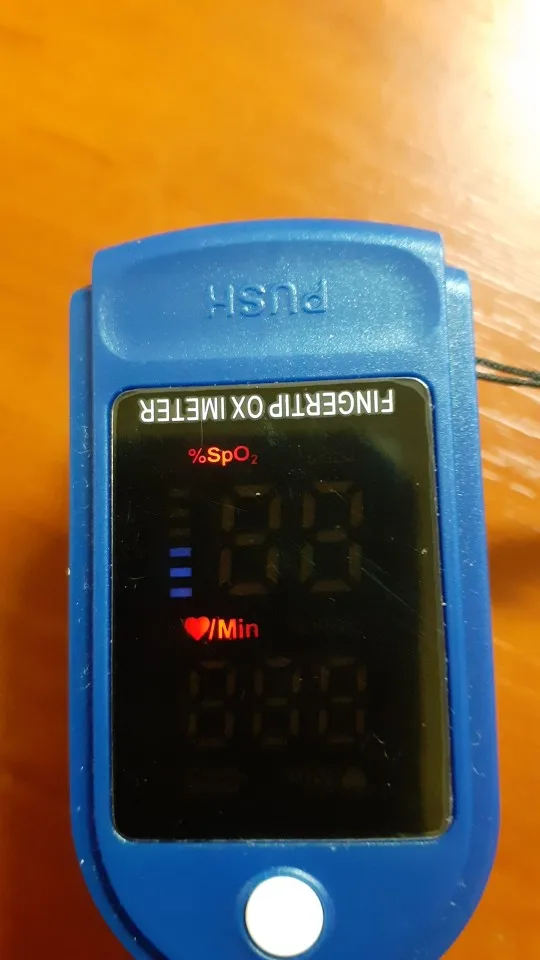 PUSH
FINGERTIP OX IMETER
%SpO₂
❤/Min